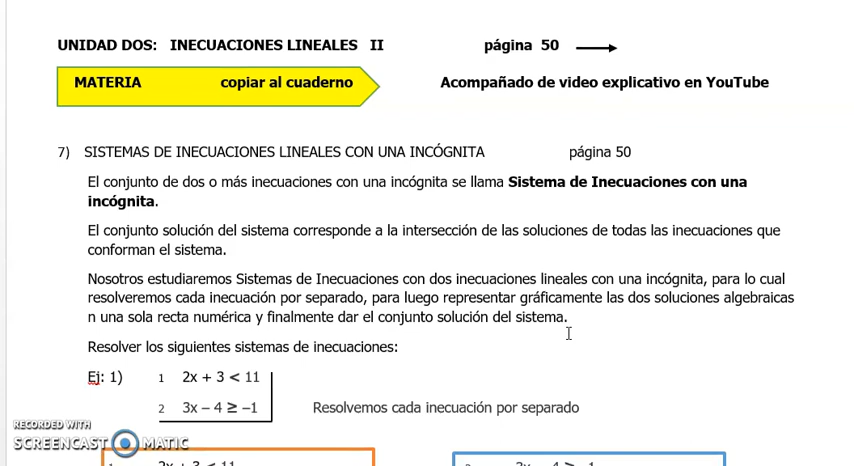 UNIDAD DOS: INECUACIONES LINEALES II página 50
MATERIA copiar al cuaderno Acompañado de video explicativo en YouTube
7) SISTEMAS DE INECUACIONES LINEALES CON UNA INCÓGNITA página 50
El conjunto de dos o más inecuaciones con una incógnita se llama Sistema de Inecuaciones con una
incógnita.
El conjunto solución del sistema corresponde a la intersección de las soluciones de todas las inecuaciones que
conforman el sistema.
Nosotros estudiaremos Sistemas de Inecuaciones con dos inecuaciones lineales con una incógnita, para lo cual
resolveremos cada inecuación por separado, para luego representar gráficamente las dos soluciones algebraicas
n una sola recta numérica y finalmente dar el conjunto solución del sistema.
Resolver los siguientes sistemas de inecuaciones:
Ej: 1) 1 2x + 3 < 11
2 3x – 4 ≥ –1 Resolvemos cada inecuación por separado
RECORDED WITH
SCREENCAST MATIC
2x + 3 < 11